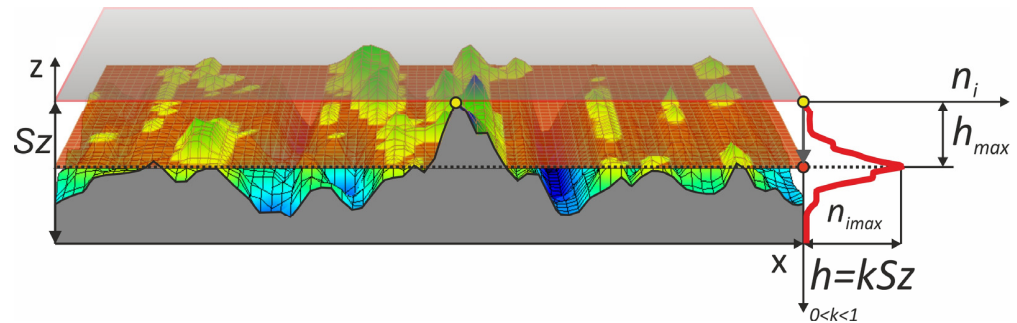 z
n_i
Sz
h_max
n_imax
x
h=kSz
0<k<1